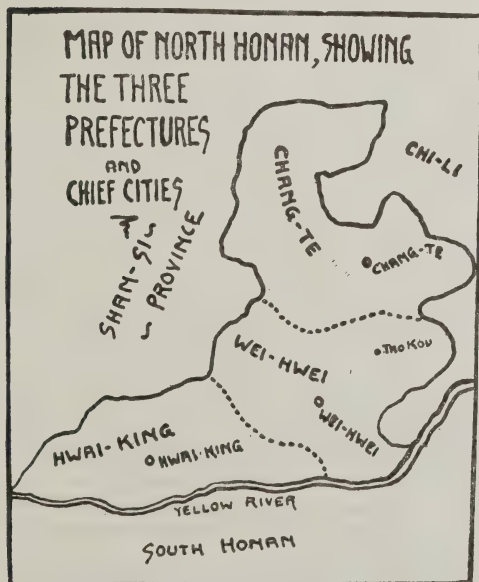 MAP OF NORTH HONAN, SHOWING
THE THREE
PREFECTURES
AND
CHIEF CITIES
CHI-LI
CHANG-TE
SHAN-SI
PROVINCE
CHANG-TE
WEI-HWEI
TAO KOU
WEI-HWEI
HWAI-KING
HWAI-KING
YELLOW RIVER
SOUTH HONAN